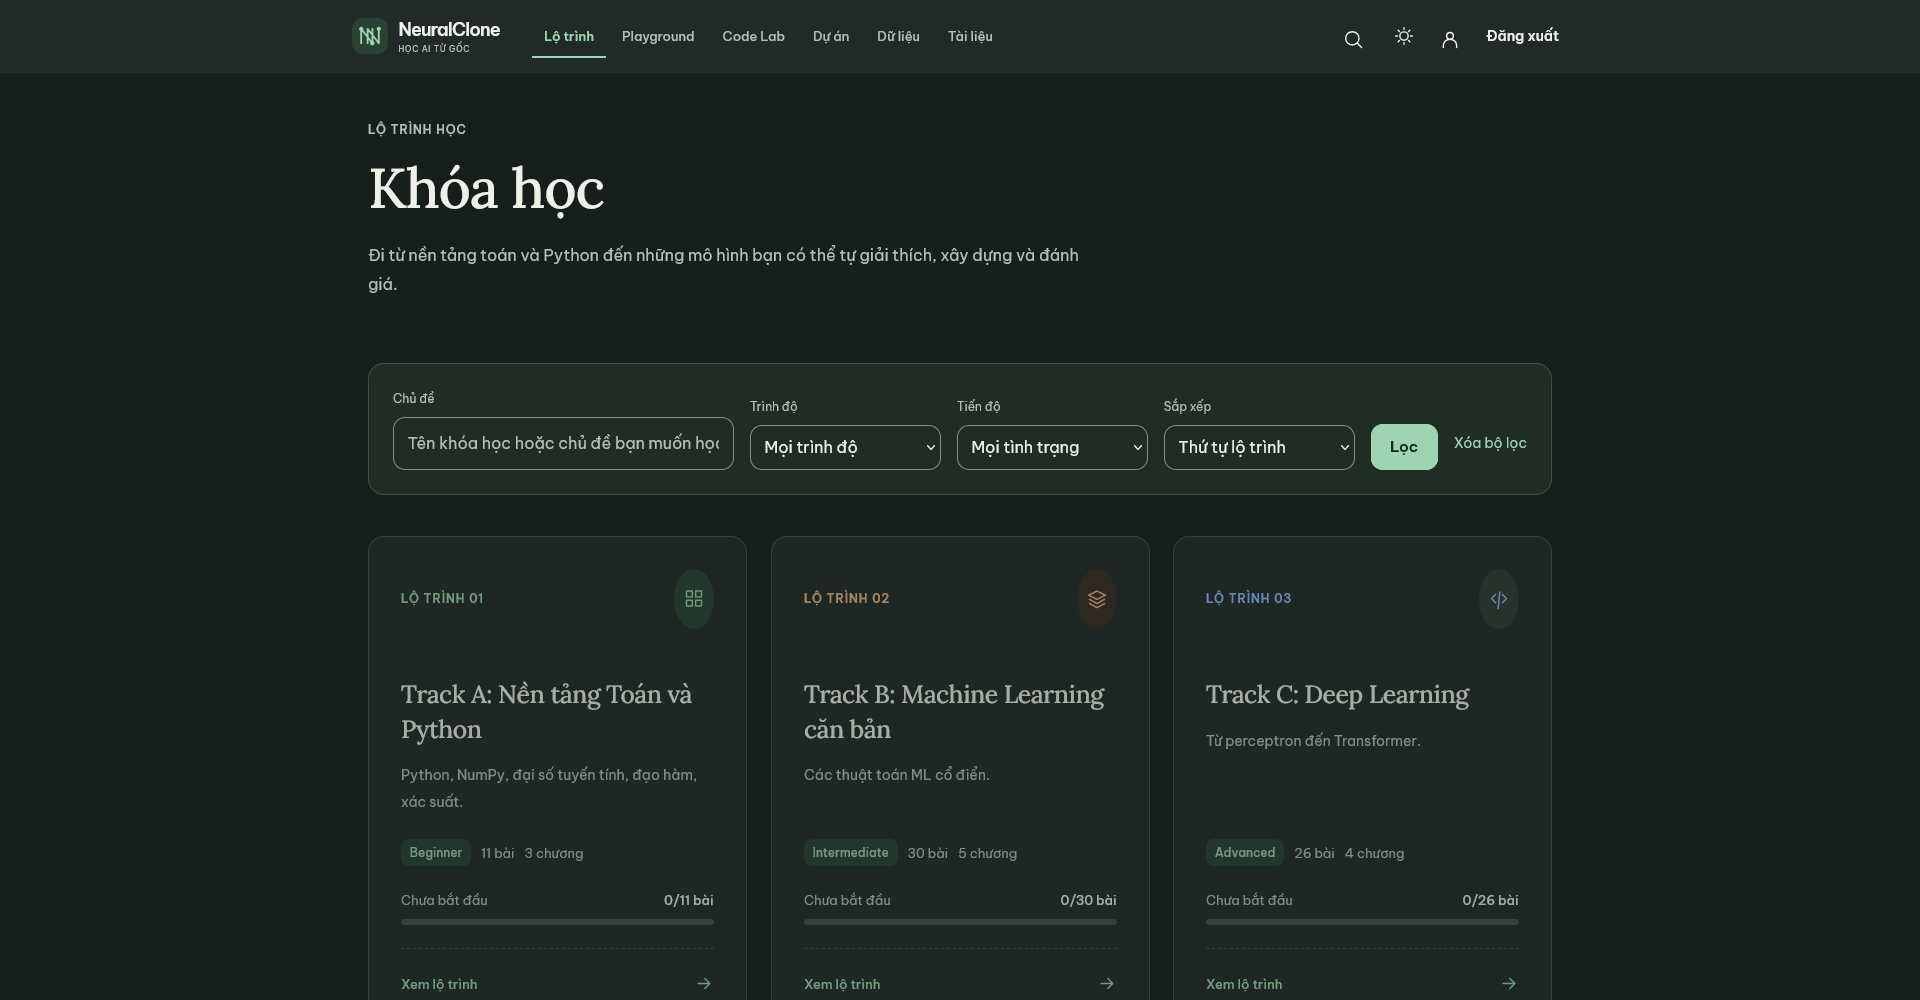 NeuralClone
HỌC AI TỪ GỐC
Lộ trình
Playground
Code Lab
Dự án
Dữ liệu
Tài liệu
Đăng xuất
LỘ TRÌNH HỌC
Khóa học
Đi từ nền tảng toán và Python đến những mô hình bạn có thể tự giải thích, xây dựng và đánh
giá.
Chủ đề
Tên khóa học hoặc chủ đề bạn muốn học
Trình độ
Mọi trình độ
Tiến độ
Mọi tình trạng
Sắp xếp
Thứ tự lộ trình
Lọc
Xóa bộ lọc
LỘ TRÌNH 01
Track A: Nền tảng Toán và
Python
Python, NumPy, đại số tuyến tính, đạo hàm,
xác suất.
Beginner
11 bài
3 chương
Chưa bắt đầu
0/11 bài
Xem lộ trình
LỘ TRÌNH 02
Track B: Machine Learning
căn bản
Các thuật toán ML cổ điển.
Intermediate
30 bài
5 chương
Chưa bắt đầu
0/30 bài
Xem lộ trình
LỘ TRÌNH 03
Track C: Deep Learning
Từ perceptron đến Transformer.
Advanced
26 bài
4 chương
Chưa bắt đầu
0/26 bài
Xem lộ trình